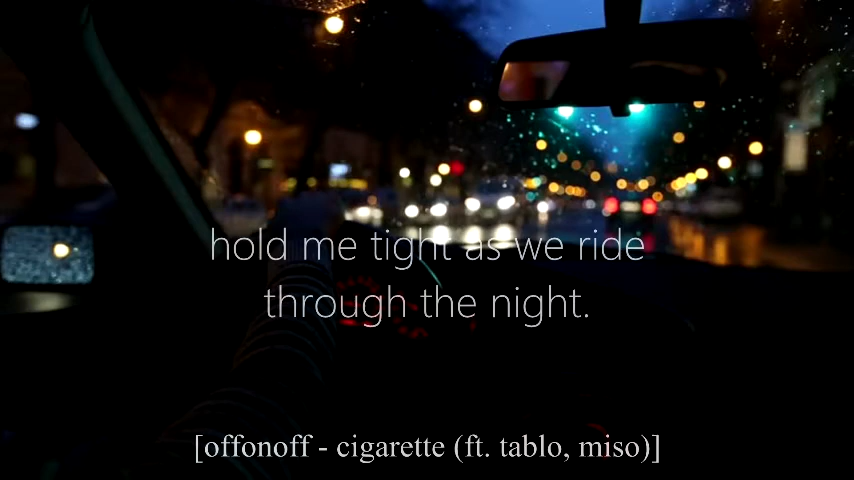 hold me tight as we ride
through the night.
[offonoff - cigarette (ft. tablo, miso)]